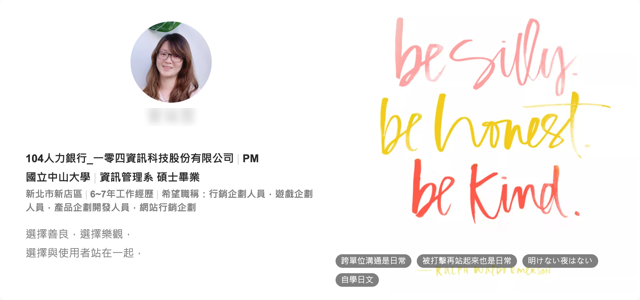 104人力銀行_一零四資訊科技股份有限公司 | PM
國立中山大學 | 資訊管理系 碩士畢業
新北市新店區 | 6~7年工作經歷 | 希望職稱：行銷企劃人員，遊戲企劃
人員，產品企劃開發人員，網站行銷企劃
選擇善良，選擇樂觀，
選擇與使用者站在一起，
be silly.
be honest.
be kind.
跨單位溝通是日常 被打擊再站起來也是日常 明けない夜はない
— RALPH WALDO EMERSON
自學日文